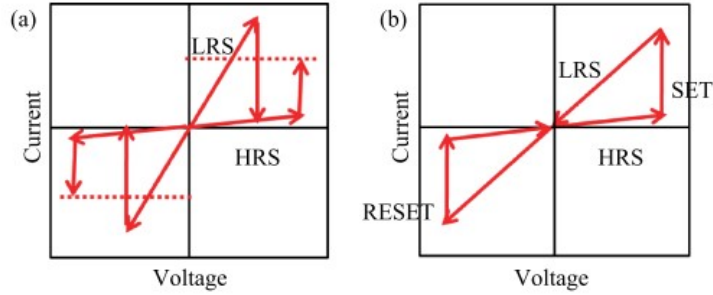 (a)
LRS
Current
HRS
Voltage
(b)
LRS
SET
Current
HRS
RESET
Voltage